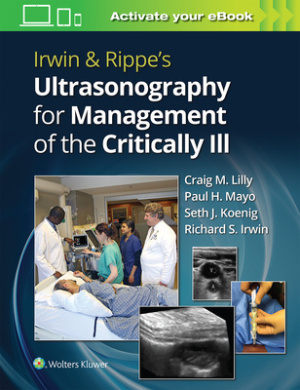 Activate your eBook
Irwin & Rippe's
Ultrasonography
for Management
of the Critically Ill
Craig M. Lilly
Paul H. Mayo
Seth J. Koenig
Richard S. Irwin
Wolters Kluwer